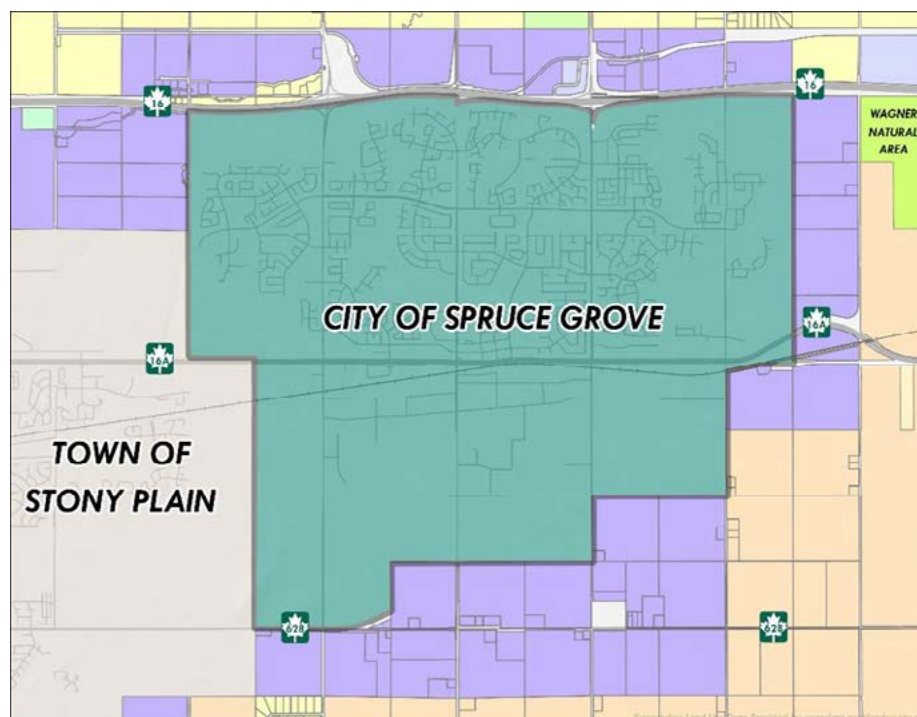 16
16
WAGNER
NATURAL
AREA
CITY OF SPRUCE GROVE
16A
16A
TOWN OF
STONY PLAIN
628
628